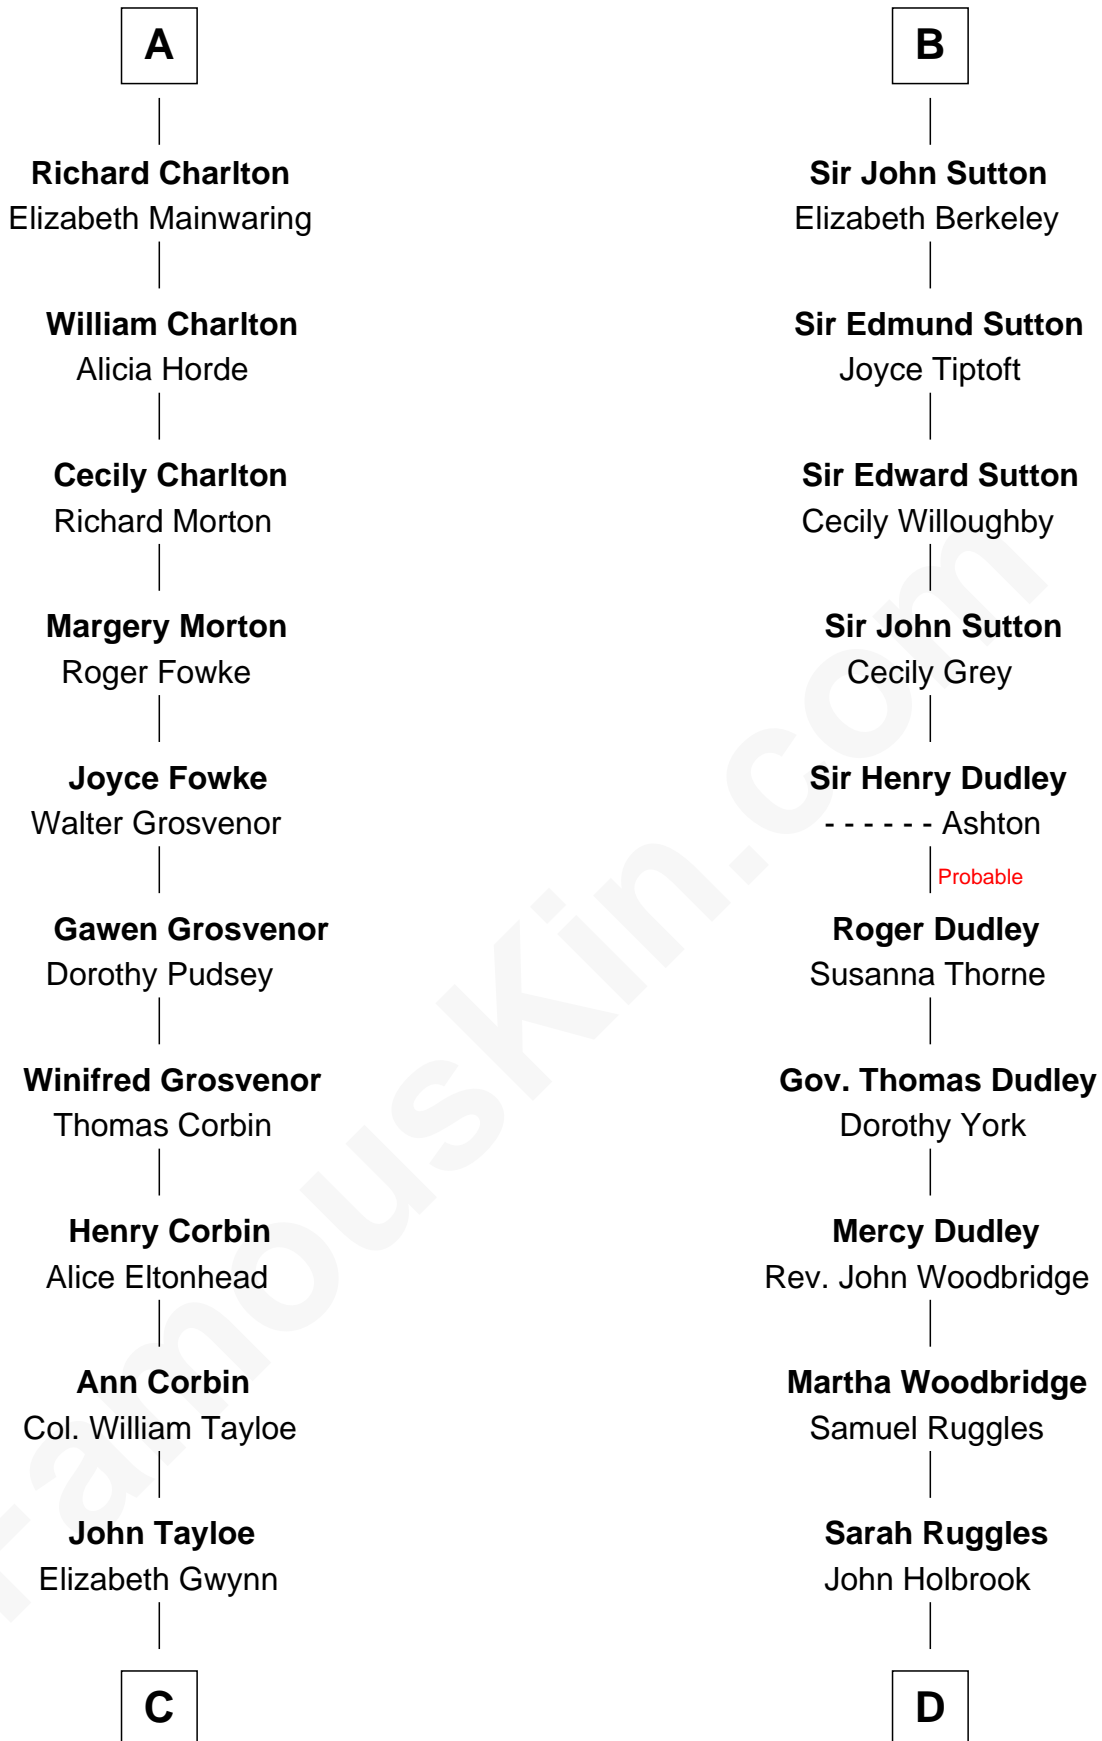 A
Richard Charlton
Elizabeth Mainwaring
William Charlton
Alicia Horde
Cecily Charlton
Richard Morton
Margery Morton
Roger Fowke
Joyce Fowke
Walter Grosvenor
Gawen Grosvenor
Dorothy Pudsey
Winifred Grosvenor
Thomas Corbin
Henry Corbin
Alice Eltonhead
Ann Corbin
Col. William Tayloe
John Tayloe
Elizabeth Gwynn
C
B
Sir John Sutton
Elizabeth Berkeley
Sir Edmund Sutton
Joyce Tiptoft
Sir Edward Sutton
Cecily Willoughby
Sir John Sutton
Cecily Grey
Sir Henry Dudley
- - - - - - Ashton
Probable
Roger Dudley
Susanna Thorne
Gov. Thomas Dudley
Dorothy York
Mercy Dudley
Rev. John Woodbridge
Martha Woodbridge
Samuel Ruggles
Sarah Ruggles
John Holbrook
D
FamousKin.com